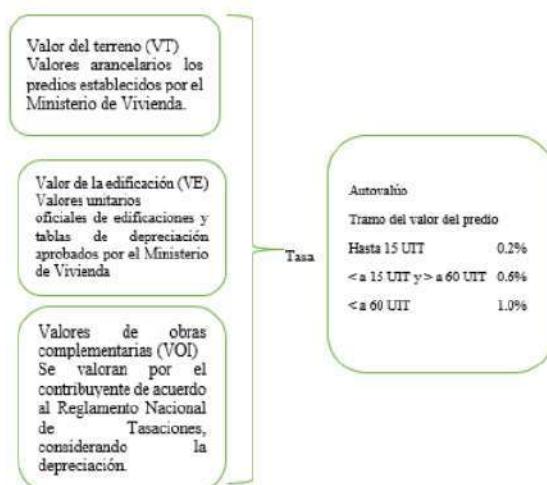 Valor del terreno (VT)
Valores arancelarios los
predios establecidos por el
Ministerio de Vivienda.
Valor de la edificación (VE)
Valores unitarios
oficiales de edificaciones y
tablas de depreciación
aprobados por el Ministerio
de Vivienda
Valores de obras
complementarias (VOI)
Se valoran por el
contribuyente de acuerdo
al Reglamento Nacional
de Tasaciones,
considerando la
depreciación.
Tasa
Autovalúo
Tramo del valor del predio
Hasta 15 UIT 0.2%
< a 15 UIT y > a 60 UIT 0.6%
< a 60 UIT 1.0%